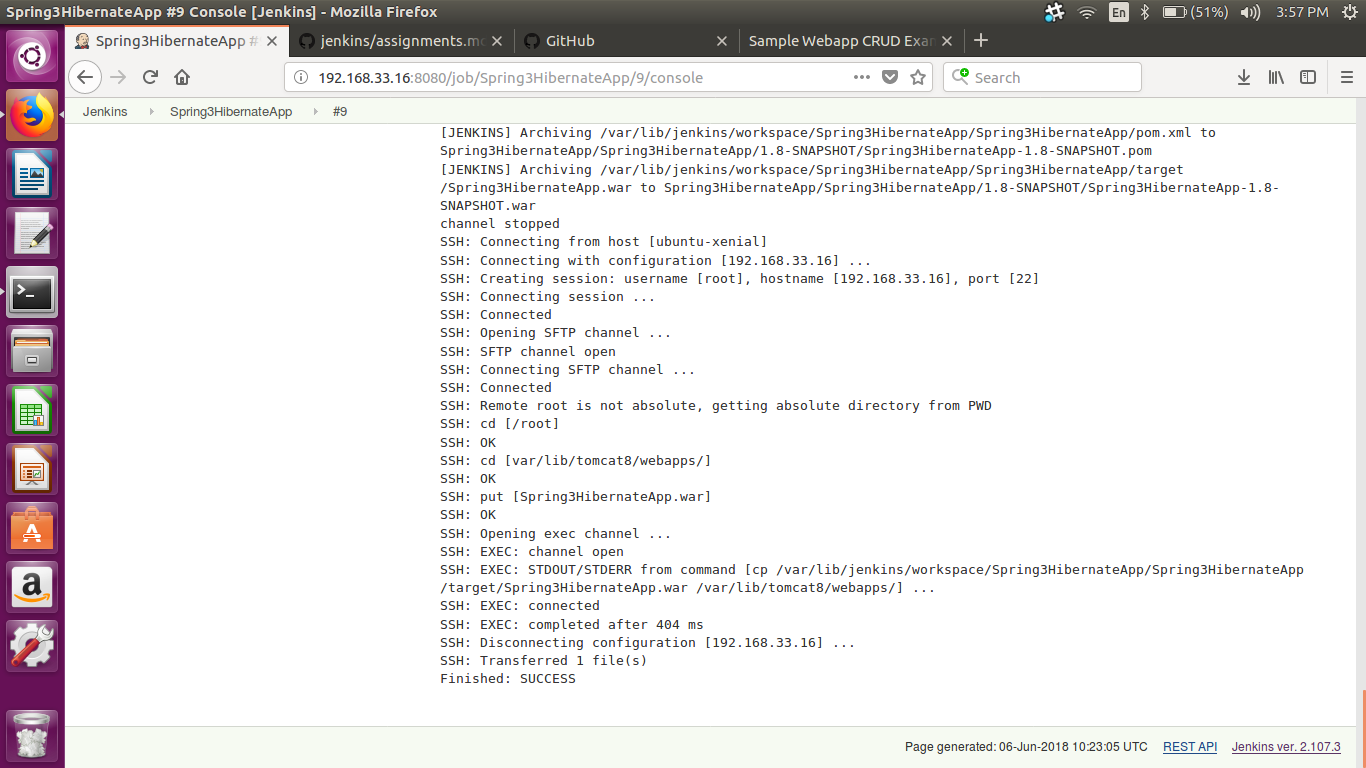 Spring3HibernateApp #9 Console [Jenkins] - Mozilla Firefox
En
(51%)
3:57 PM
Spring3HibernateApp #
jenkins/assignments.m
GitHub
Sample Webapp CRUD Exa
192.168.33.16:8080/job/Spring3HibernateApp/9/console
Search
Jenkins
Spring3HibernateApp
#9
[JENKINS] Archiving /var/lib/jenkins/workspace/Spring3HibernateApp/Spring3HibernateApp/pom.xml to
Spring3HibernateApp/Spring3HibernateApp/1.8-SNAPSHOT/Spring3HibernateApp-1.8-SNAPSHOT.pom
[JENKINS] Archiving /var/lib/jenkins/workspace/Spring3HibernateApp/Spring3HibernateApp/target
/Spring3HibernateApp.war to Spring3HibernateApp/Spring3HibernateApp/1.8-SNAPSHOT/Spring3HibernateApp-1.8-
SNAPSHOT.war
channel stopped
SSH: Connecting from host [ubuntu-xenial]
SSH: Connecting with configuration [192.168.33.16] ...
SSH: Creating session: username [root], hostname [192.168.33.16], port [22]
SSH: Connecting session ...
SSH: Connected
SSH: Opening SFTP channel ...
SSH: SFTP channel open
SSH: Connecting SFTP channel ...
SSH: Connected
SSH: Remote root is not absolute, getting absolute directory from PWD
SSH: cd [/root]
SSH: OK
SSH: cd [var/lib/tomcat8/webapps/]
SSH: OK
SSH: put [Spring3HibernateApp.war]
SSH: OK
SSH: Opening exec channel ...
SSH: EXEC: channel open
SSH: EXEC: STDOUT/STDERR from command [cp /var/lib/jenkins/workspace/Spring3HibernateApp/Spring3HibernateApp
/target/Spring3HibernateApp.war /var/lib/tomcat8/webapps/] ...
SSH: EXEC: connected
SSH: EXEC: completed after 404 ms
SSH: Disconnecting configuration [192.168.33.16] ...
SSH: Transferred 1 file(s)
Finished: SUCCESS
Page generated: 06-Jun-2018 10:23:05 UTC
REST API
Jenkins ver. 2.107.3